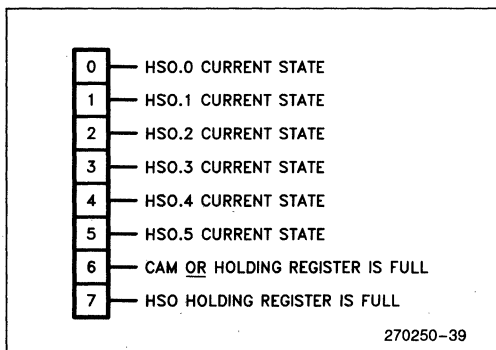 0 HSO.0 CURRENT STATE
1 HSO.1 CURRENT STATE
2 HSO.2 CURRENT STATE
3 HSO.3 CURRENT STATE
4 HSO.4 CURRENT STATE
5 HSO.5 CURRENT STATE
6 CAM OR HOLDING REGISTER IS FULL
7 HSO HOLDING REGISTER IS FULL
270250-39